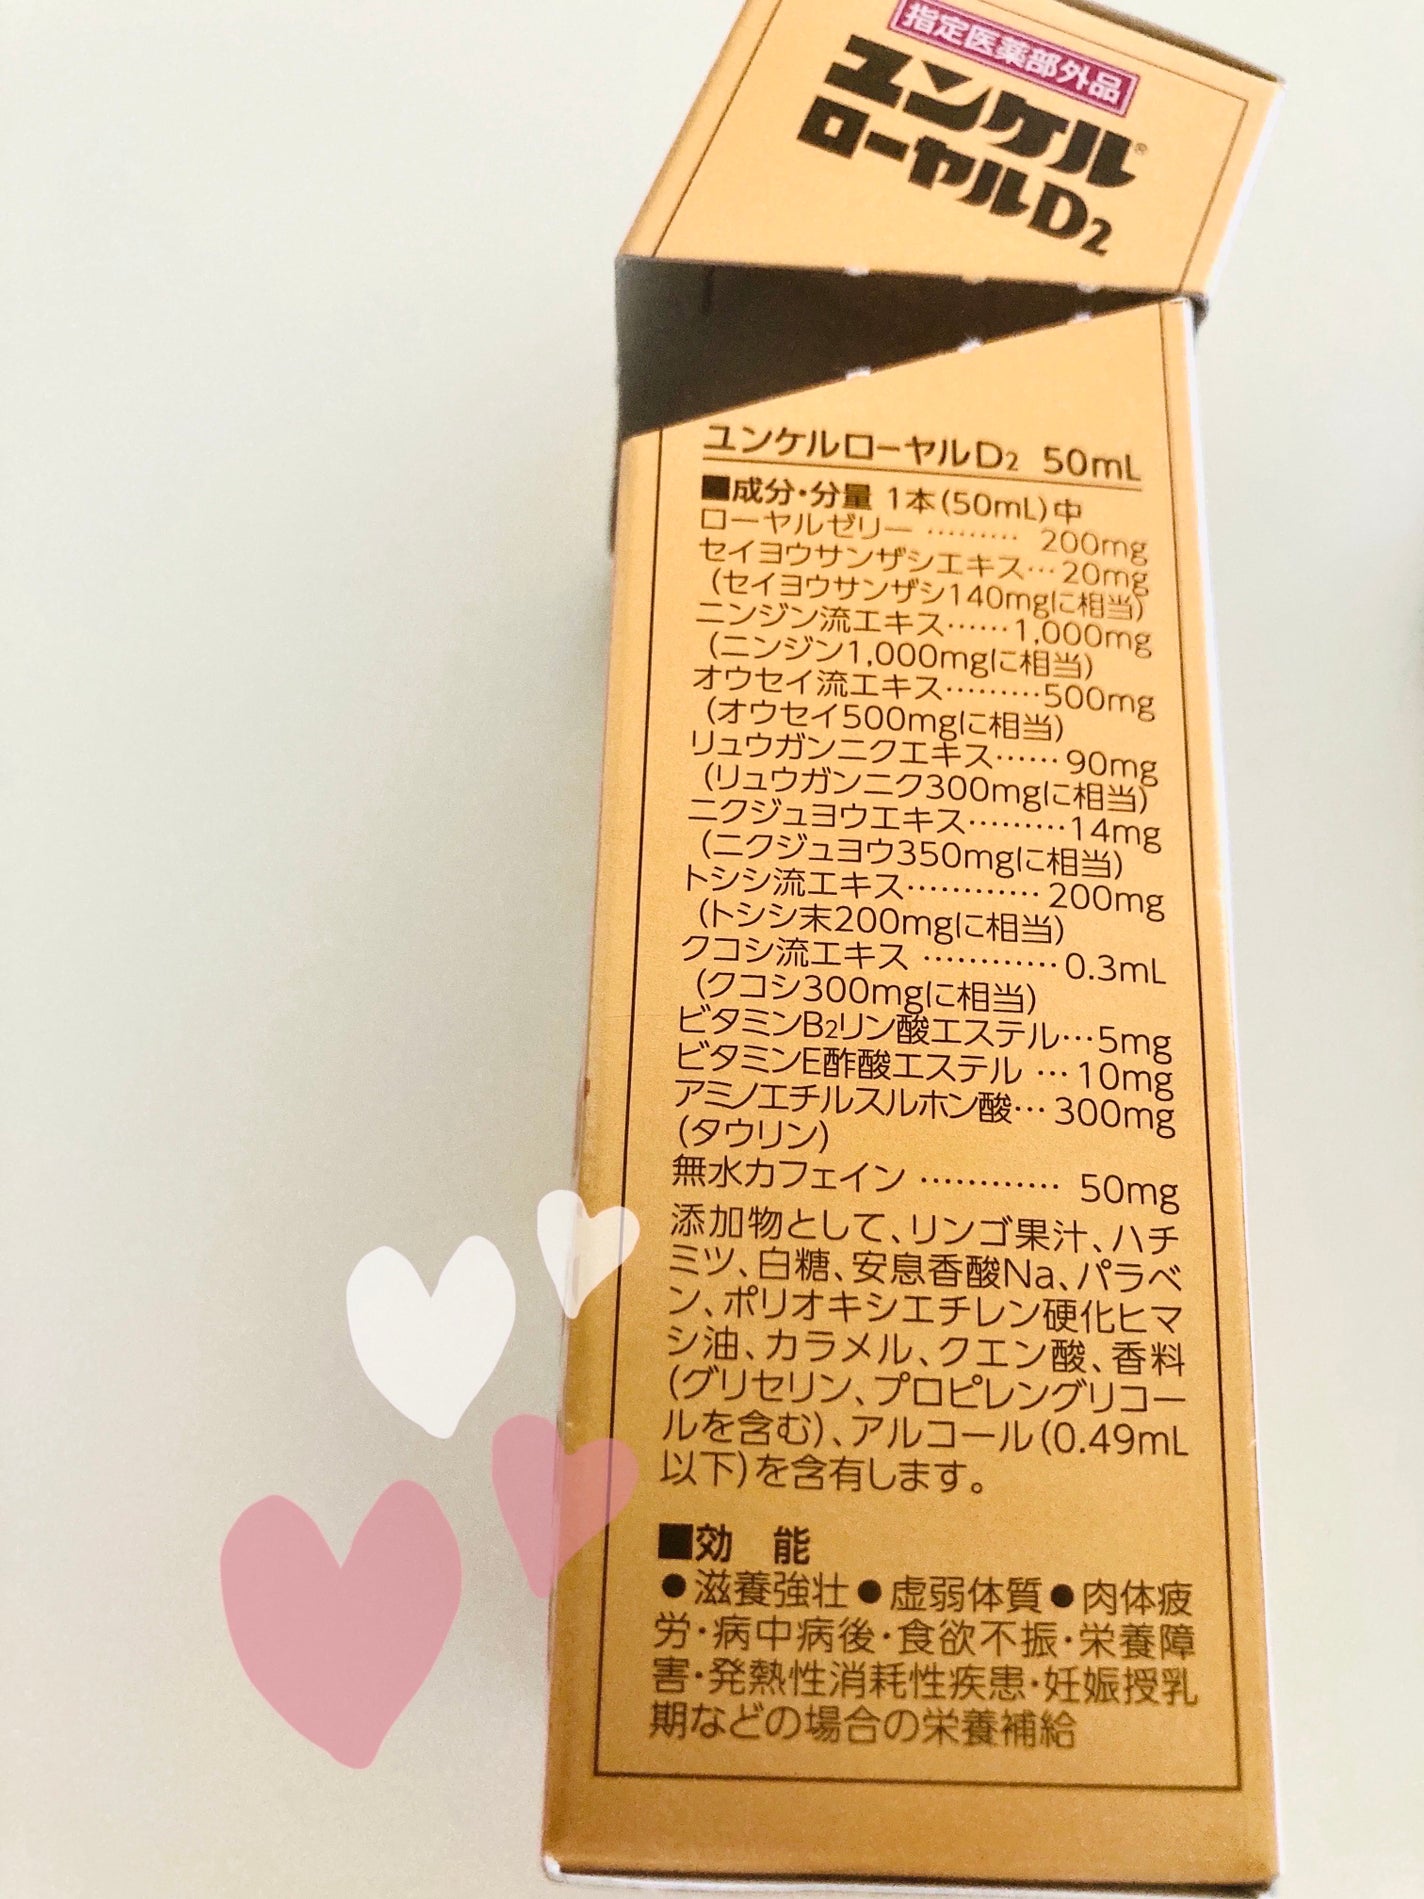 指定医薬部外品
ユンケル®
ローヤルD2
ユンケルローヤルD2 50mL
■成分・分量 1本(50mL)中
ローヤルゼリー ……… 200mg
セイヨウサンザシエキス…20mg
(セイヨウサンザシ140mgに相当)
ニンジン流エキス……1,000mg
(ニンジン1,000mgに相当)
オウセイ流エキス………500mg
(オウセイ500mgに相当)
リュウガンニクエキス……90mg
(リュウガンニク300mgに相当)
ニクジュヨウエキス………14mg
(ニクジュヨウ350mgに相当)
トシシ流エキス…………200mg
(トシシ末200mgに相当)
クコシ流エキス …………0.3mL
(クコシ300mgに相当)
ビタミンB2リン酸エステル…5mg
ビタミンE酢酸エステル …10mg
アミノエチルスルホン酸…300mg
(タウリン)
無水カフェイン ………… 50mg
添加物として、リンゴ果汁、ハチ
ミツ、白糖、安息香酸Na、パラベ
ン、ポリオキシエチレン硬化ヒマ
シ油、カラメル、クエン酸、香料
(グリセリン、プロピレングリコー
ルを含む)、アルコール(0.49mL
以下)を含有します。
■効 能
●滋養強壮●虚弱体質●肉体疲
労・病中病後・食欲不振・栄養障
害・発熱性消耗性疾患・妊娠授乳
期などの場合の栄養補給